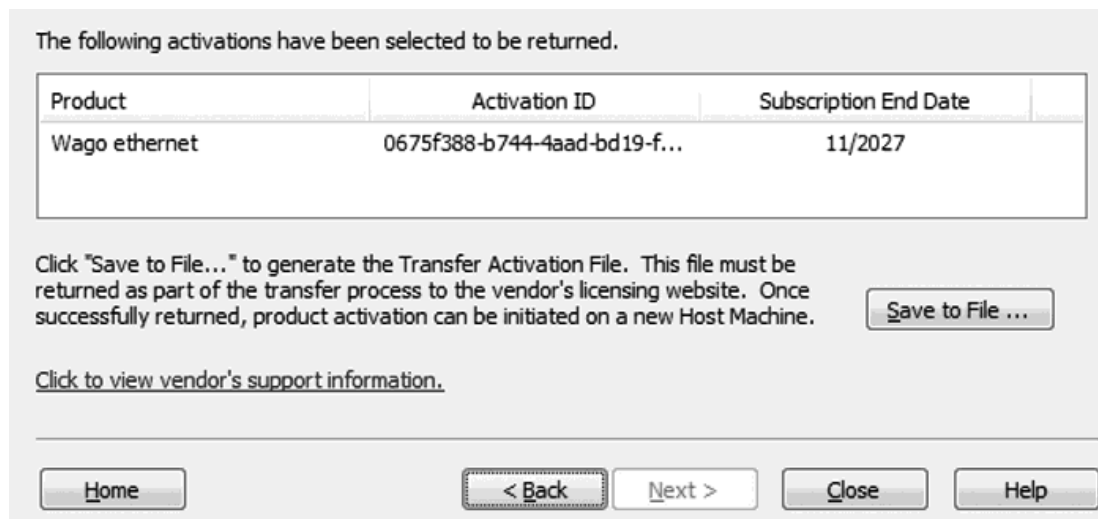 The following activations have been selected to be returned.
Product Activation ID Subscription End Date
Wago ethernet 0675f388-b744-4aad-bd19-f... 11/2027
Click "Save to File..." to generate the Transfer Activation File. This file must be
returned as part of the transfer process to the vendor's licensing website. Once
successfully returned, product activation can be initiated on a new Host Machine.
Save to File ...
Click to view vendor's support information.
Home < Back Next > Close Help